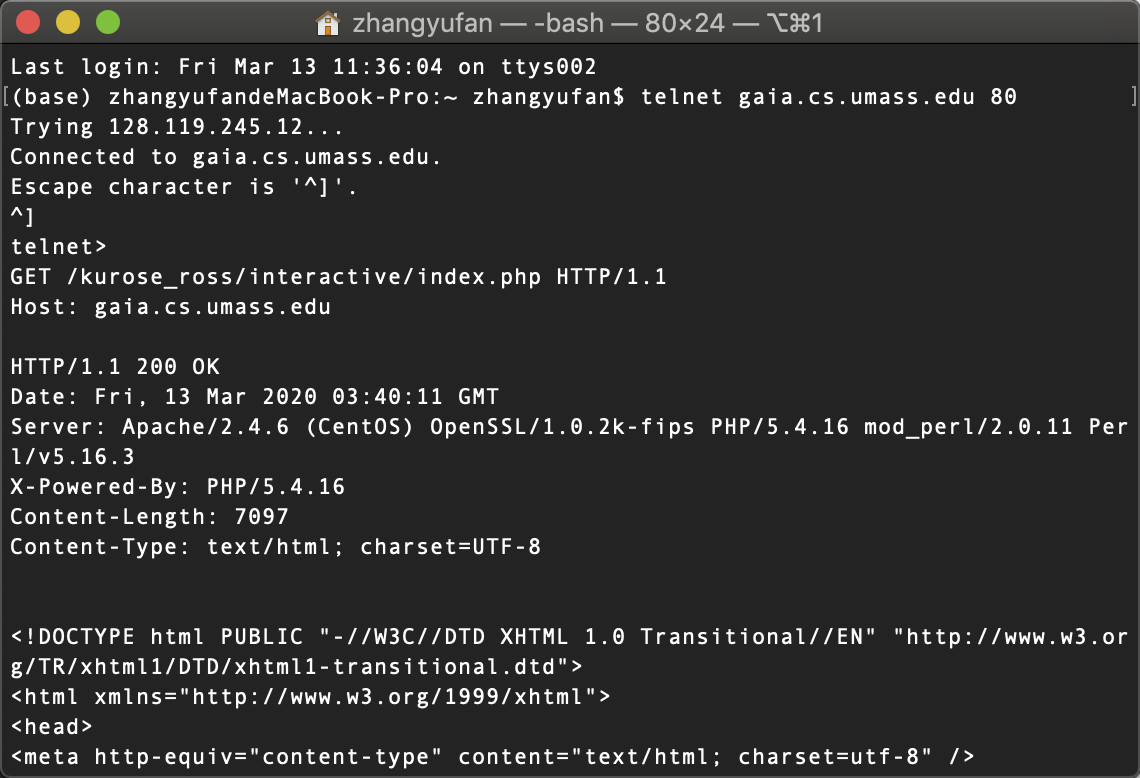 zhangyufan — -bash — 80×24 — ⌥⌘1
Last login: Fri Mar 13 11:36:04 on ttys002
[(base) zhangyufandeMacBook-Pro:~ zhangyufan$ telnet gaia.cs.umass.edu 80 ]
Trying 128.119.245.12...
Connected to gaia.cs.umass.edu.
Escape character is '^]'.
^]
telnet>
GET /kurose_ross/interactive/index.php HTTP/1.1
Host: gaia.cs.umass.edu

HTTP/1.1 200 OK
Date: Fri, 13 Mar 2020 03:40:11 GMT
Server: Apache/2.4.6 (CentOS) OpenSSL/1.0.2k-fips PHP/5.4.16 mod_perl/2.0.11 Per
l/v5.16.3
X-Powered-By: PHP/5.4.16
Content-Length: 7097
Content-Type: text/html; charset=UTF-8


<!DOCTYPE html PUBLIC "-//W3C//DTD XHTML 1.0 Transitional//EN" "http://www.w3.or
g/TR/xhtml1/DTD/xhtml1-transitional.dtd">
<html xmlns="http://www.w3.org/1999/xhtml">
<head>
<meta http-equiv="content-type" content="text/html; charset=utf-8" />